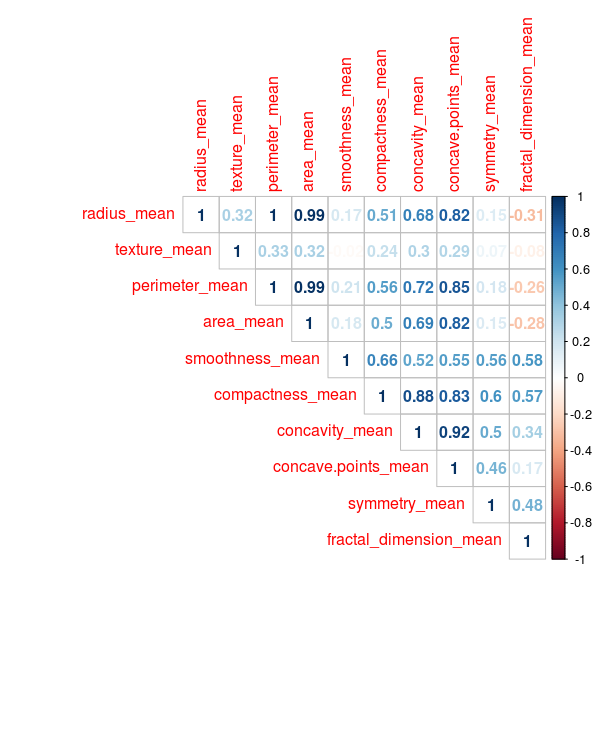 radius_mean
texture_mean
perimeter_mean
area_mean
smoothness_mean
compactness_mean
concavity_mean
concave.points_mean
symmetry_mean
fractal_dimension_mean
radius_mean 1 0.32 1 0.99 0.17 0.51 0.68 0.82 0.15 -0.31
texture_mean 1 0.33 0.32 0.24 0.3 0.29 0.07 -0.08
perimeter_mean 1 0.99 0.21 0.56 0.72 0.85 0.18 -0.26
area_mean 1 0.18 0.5 0.69 0.82 0.15 -0.28
smoothness_mean 1 0.66 0.52 0.55 0.56 0.58
compactness_mean 1 0.88 0.83 0.6 0.57
concavity_mean 1 0.92 0.5 0.34
concave.points_mean 1 0.46 0.17
symmetry_mean 1 0.48
fractal_dimension_mean 1
1
0.8
0.6
0.4
0.2
0
-0.2
-0.4
-0.6
-0.8
-1